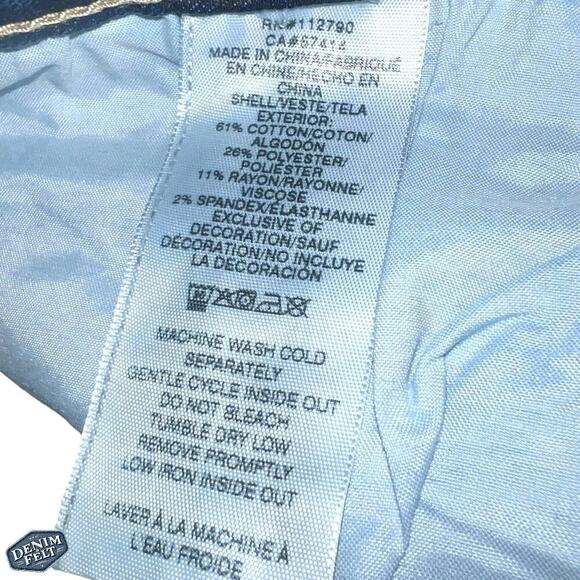 RN#112790
CA#57414
MADE IN CHINA/FABRIQUÉ
EN CHINE/HECHO EN
CHINA
SHELL/VESTE/TELA
EXTERIOR:
61% COTTON/COTON/
ALGODÓN
26% POLYESTER/
POLIÉSTER
11% RAYON/RAYONNE/
VISCOSE
2% SPANDEX/ÉLASTHANNE
EXCLUSIVE OF
DECORATION/SAUF
DÉCORATION/NO INCLUYE
LA DECORACIÓN
MACHINE WASH COLD
SEPARATELY
GENTLE CYCLE INSIDE OUT
DO NOT BLEACH
TUMBLE DRY LOW
REMOVE PROMPTLY
LOW IRON INSIDE OUT
LAVER À LA MACHINE À
L'EAU FROIDE
DENIM
& FELT